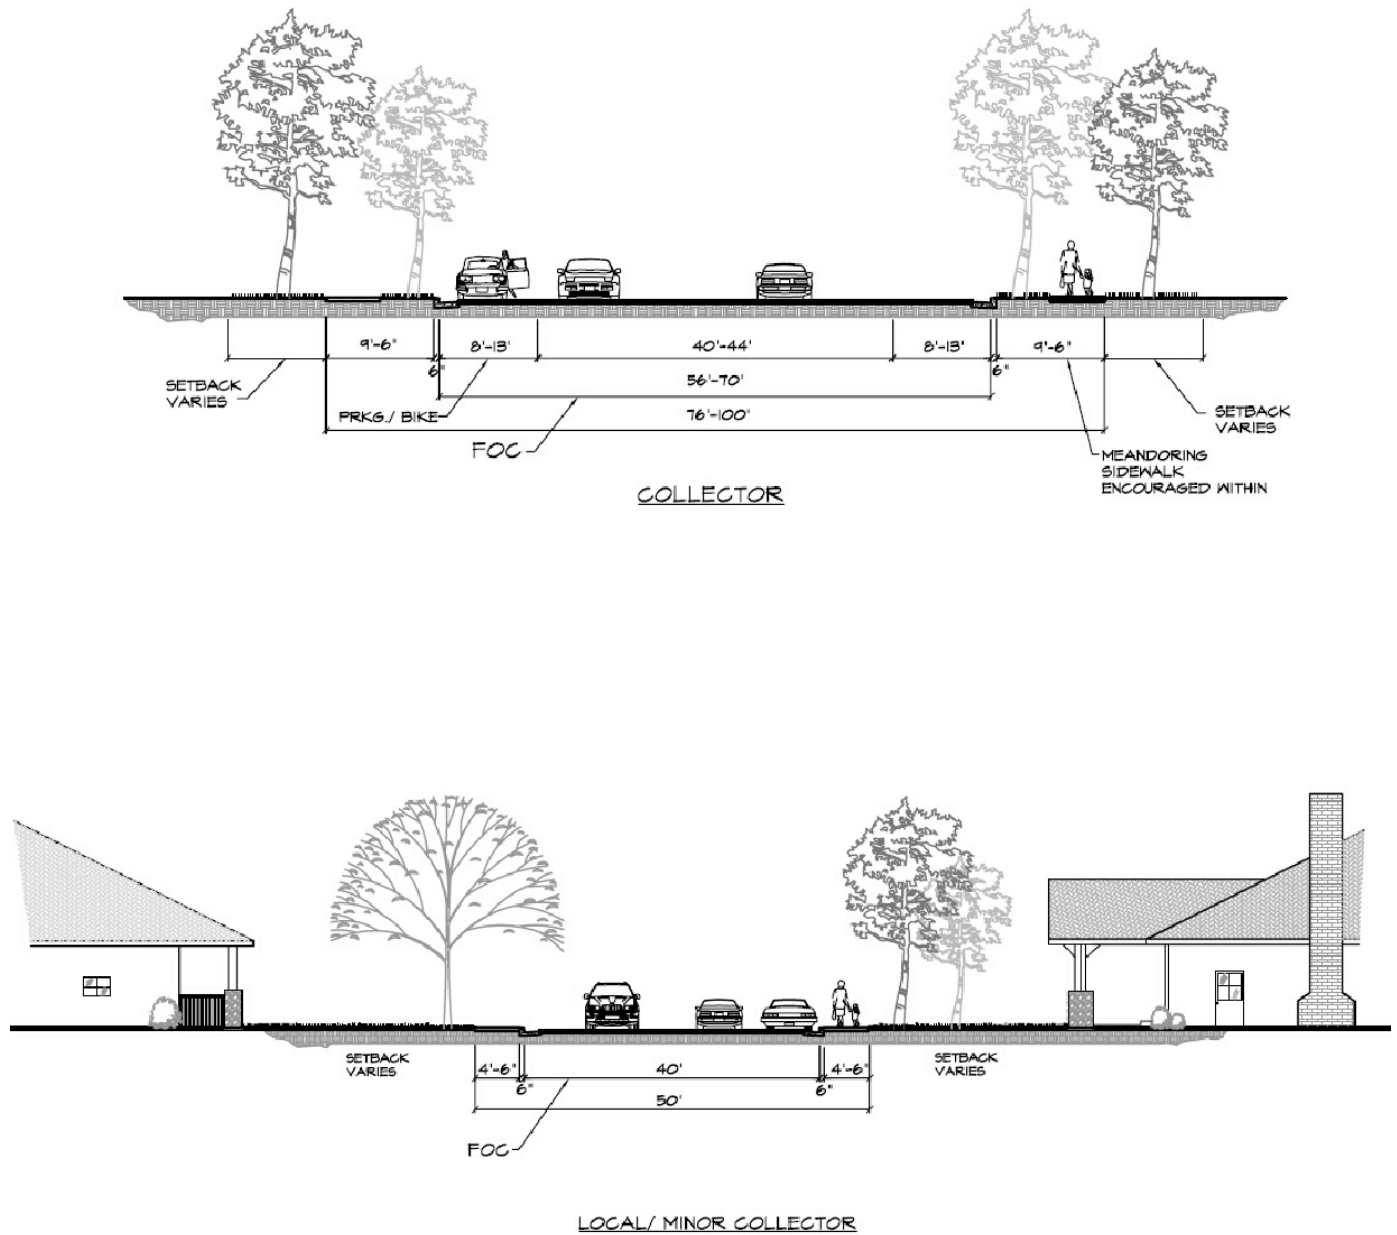 9'-6"
8'-13'
40'-44'
8'-13'
9'-6"
6"
6"
56'-70'
SETBACK
VARIES
PRKG./ BIKE
76'-100'
SETBACK
VARIES
FOC
MEANDORING
SIDEWALK
ENCOURAGED WITHIN
COLLECTOR
SETBACK
VARIES
4'-6"
40'
4'-6"
SETBACK
VARIES
6"
6"
50'
FOC
LOCAL/ MINOR COLLECTOR